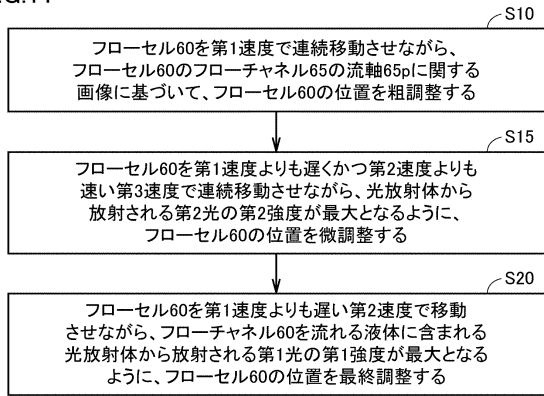 S10
フローセル60を第1速度で連続移動させながら、
フローセル60のフローチャネル65の流軸65pに関する
画像に基づいて、フローセル60の位置を粗調整する
S15
フローセル60を第1速度よりも遅くかつ第2速度よりも
速い第3速度で連続移動させながら、光放射体から
放射される第2光の第2強度が最大となるように、
フローセル60の位置を微調整する
S20
フローセル60を第1速度よりも遅い第2速度で移動
させながら、フローチャネル60を流れる液体に含まれる
光放射体から放射される第1光の第1強度が最大となる
ように、フローセル60の位置を最終調整する